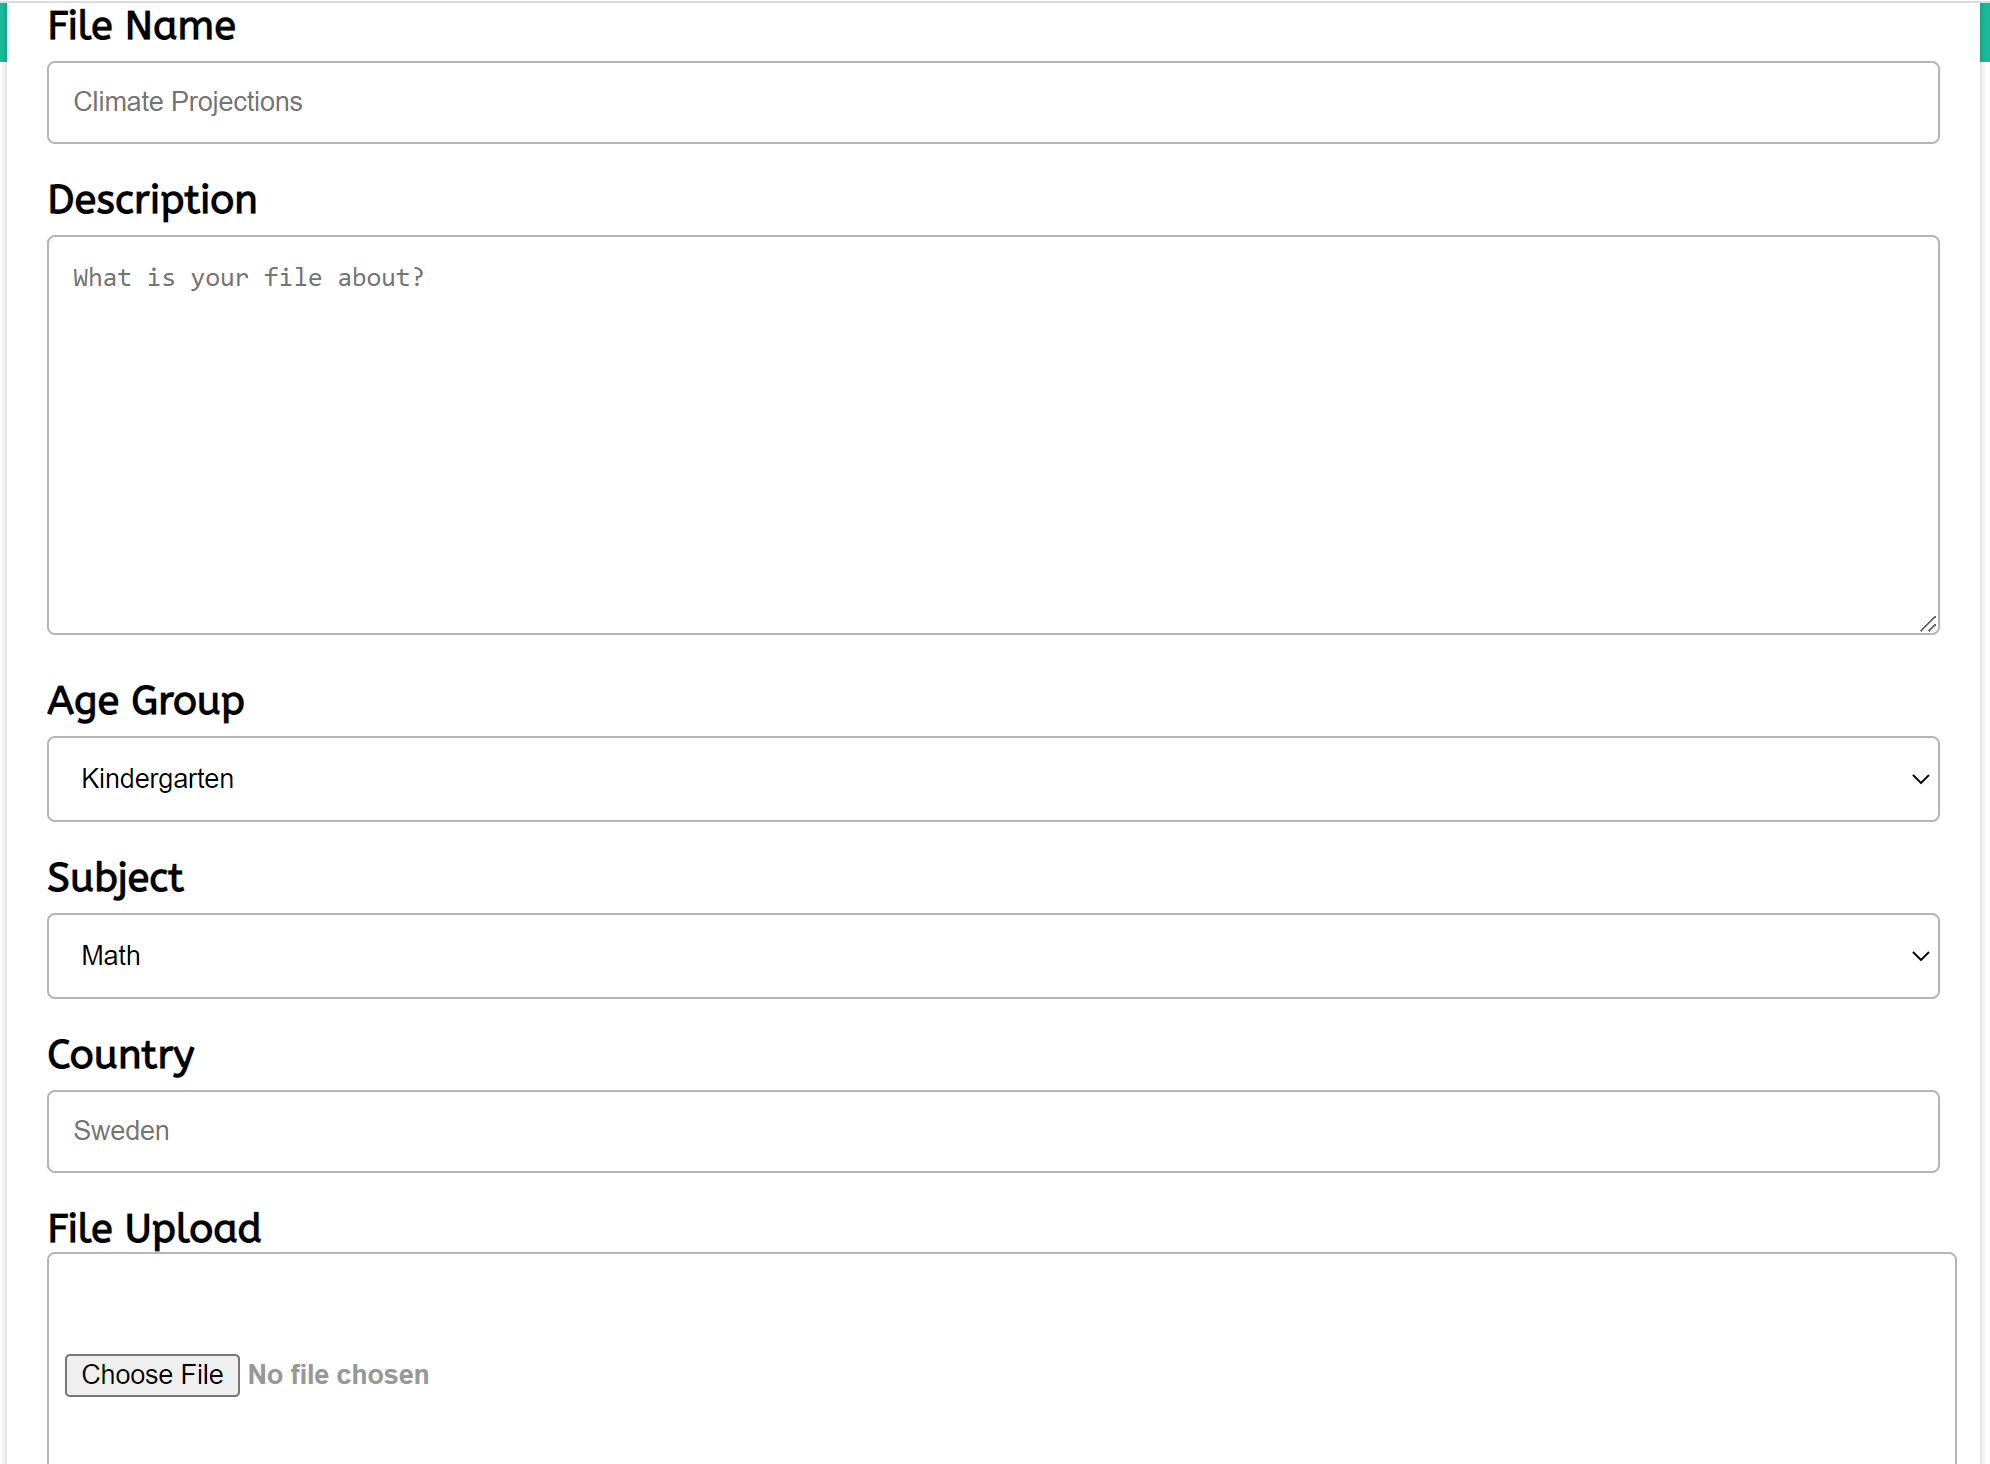 File Name
Climate Projections
Description
What is your file about?
Age Group
Kindergarten
Subject
Math
Country
Sweden
File Upload
Choose File No file chosen